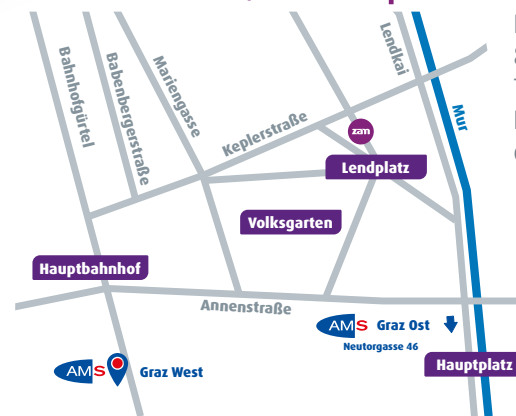 Lendkai
Bahnhofgürtel
Babenbergerstraße
Mariengasse
Keplerstraße
zam
Mur
Lendplatz
Volksgarten
Hauptbahnhof
Annenstraße
AMS Graz Ost
Neutorgasse 46
Hauptplatz
AMS Graz West